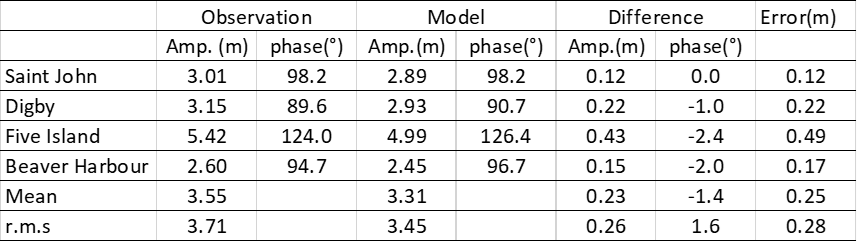 Observation Model Difference Error(m)
Amp. (m) phase(°) Amp.(m) phase(°) Amp.(m) phase(°)
Saint John 3.01 98.2 2.89 98.2 0.12 0.0 0.12
Digby 3.15 89.6 2.93 90.7 0.22 -1.0 0.22
Five Island 5.42 124.0 4.99 126.4 0.43 -2.4 0.49
Beaver Harbour 2.60 94.7 2.45 96.7 0.15 -2.0 0.17
Mean 3.55 3.31 0.23 -1.4 0.25
r.m.s 3.71 3.45 0.26 1.6 0.28